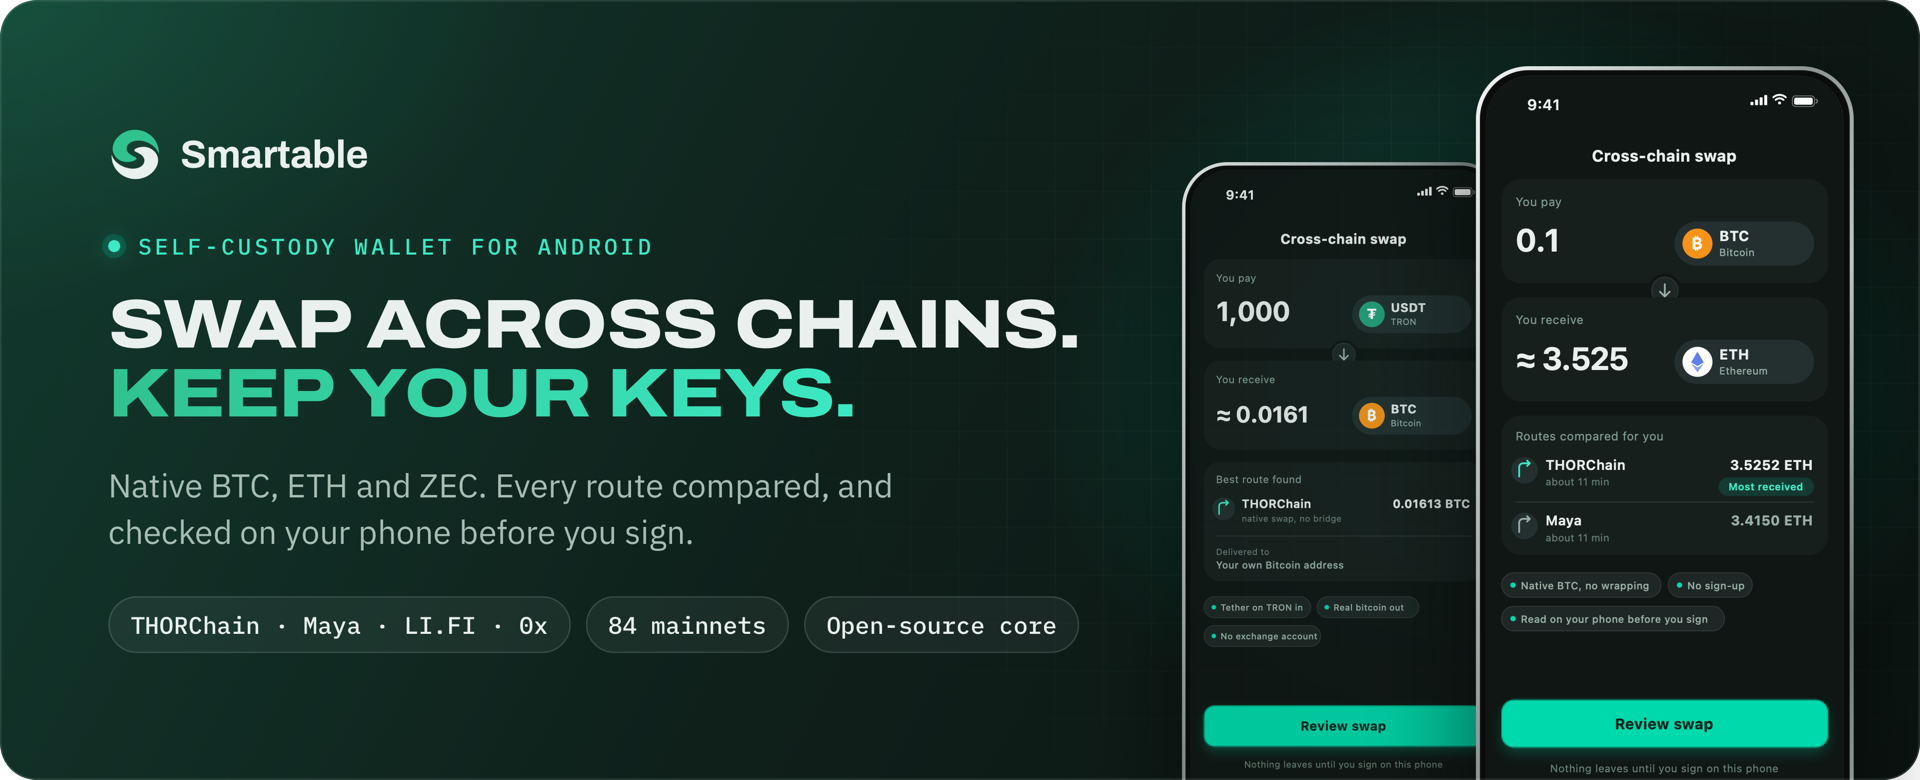 Smartable
SELF-CUSTODY WALLET FOR ANDROID
SWAP ACROSS CHAINS.
KEEP YOUR KEYS.
Native BTC, ETH and ZEC. Every route compared, and
checked on your phone before you sign.
THORChain · Maya · LI.FI · 0x
84 mainnets
Open-source core
9:41
Cross-chain swap
You pay
1,000
USDT
TRON
You receive
≈ 0.0161
BTC
Bitcoin
Best route found
THORChain
0.01613 BTC
native swap, no bridge
Delivered to
Your own Bitcoin address
Tether on TRON in
Real bitcoin out
No exchange account
Review swap
Nothing leaves until you sign on this phone
9:41
Cross-chain swap
You pay
0.1
BTC
Bitcoin
You receive
≈ 3.525
ETH
Ethereum
Routes compared for you
THORChain
3.5252 ETH
about 11 min
Most received
Maya
3.4150 ETH
about 11 min
Native BTC, no wrapping
No sign-up
Read on your phone before you sign
Review swap
Nothing leaves until you sign on this phone